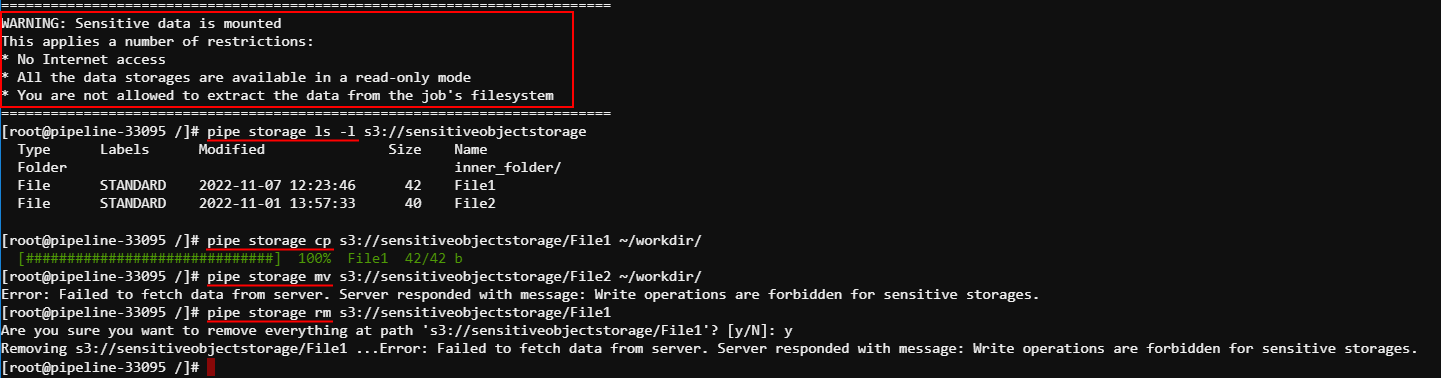 ==========================================================================
WARNING: Sensitive data is mounted
This applies a number of restrictions:
* No Internet access
* All the data storages are available in a read-only mode
* You are not allowed to extract the data from the job's filesystem
==========================================================================
[root@pipeline-33095 /]# pipe storage ls -l s3://sensitiveobjectstorage
Type Labels Modified Size Name
Folder inner_folder/
File STANDARD 2022-11-07 12:23:46 42 File1
File STANDARD 2022-11-01 13:57:33 40 File2
[root@pipeline-33095 /]# pipe storage cp s3://sensitiveobjectstorage/File1 ~/workdir/
[##############################] 100% File1 42/42 b
[root@pipeline-33095 /]# pipe storage mv s3://sensitiveobjectstorage/File2 ~/workdir/
Error: Failed to fetch data from server. Server responded with message: Write operations are forbidden for sensitive storages.
[root@pipeline-33095 /]# pipe storage rm s3://sensitiveobjectstorage/File1
Are you sure you want to remove everything at path 's3://sensitiveobjectstorage/File1'? [y/N]: y
Removing s3://sensitiveobjectstorage/File1 ...Error: Failed to fetch data from server. Server responded with message: Write operations are forbidden for sensitive storages.
[root@pipeline-33095 /]#